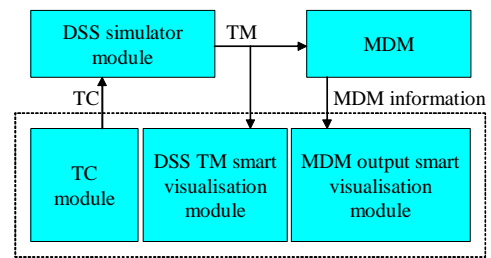 DSS simulator
module
TM
MDM
TC
MDM information
TC
module
DSS TM smart
visualisation
module
MDM output smart
visualisation
module